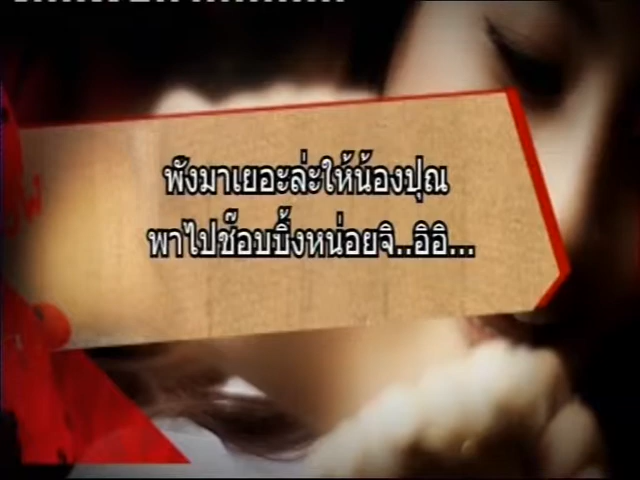 พังมาเยอะล่ะให้น้องปุณ
พาไปช๊อบบิ้งหน่อยจิ..อิอิ...